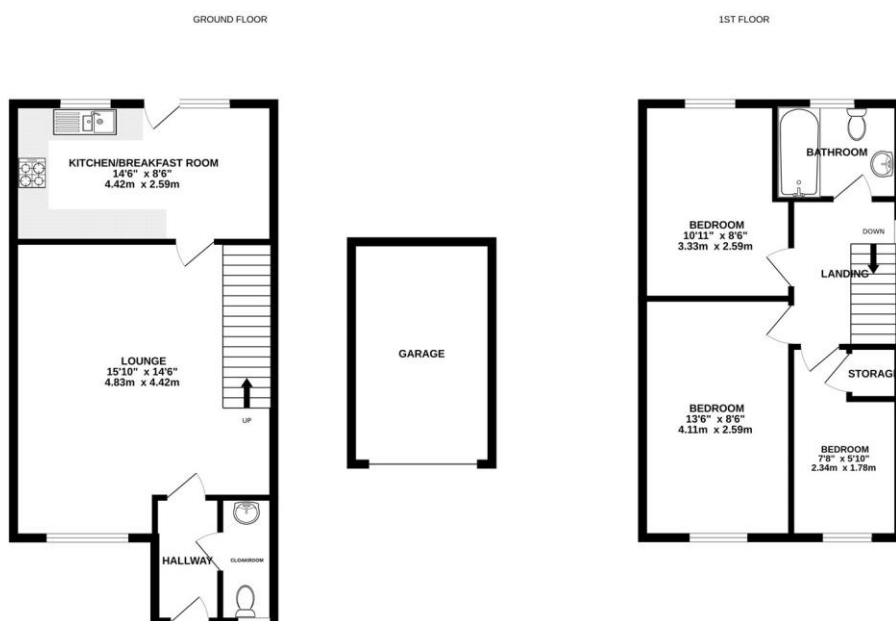 GROUND FLOOR
KITCHEN/BREAKFAST ROOM
14'6" x 8'6"
4.42m x 2.59m
LOUNGE
15'10" x 14'6"
4.83m x 4.42m
UP
HALLWAY
CLOAKROOM
GARAGE
1ST FLOOR
BATHROOM
BEDROOM
10'11" x 8'6"
3.33m x 2.59m
DOWN
LANDING
BEDROOM
13'6" x 8'6"
4.11m x 2.59m
STORAGE
BEDROOM
7'8" x 5'10"
2.34m x 1.78m